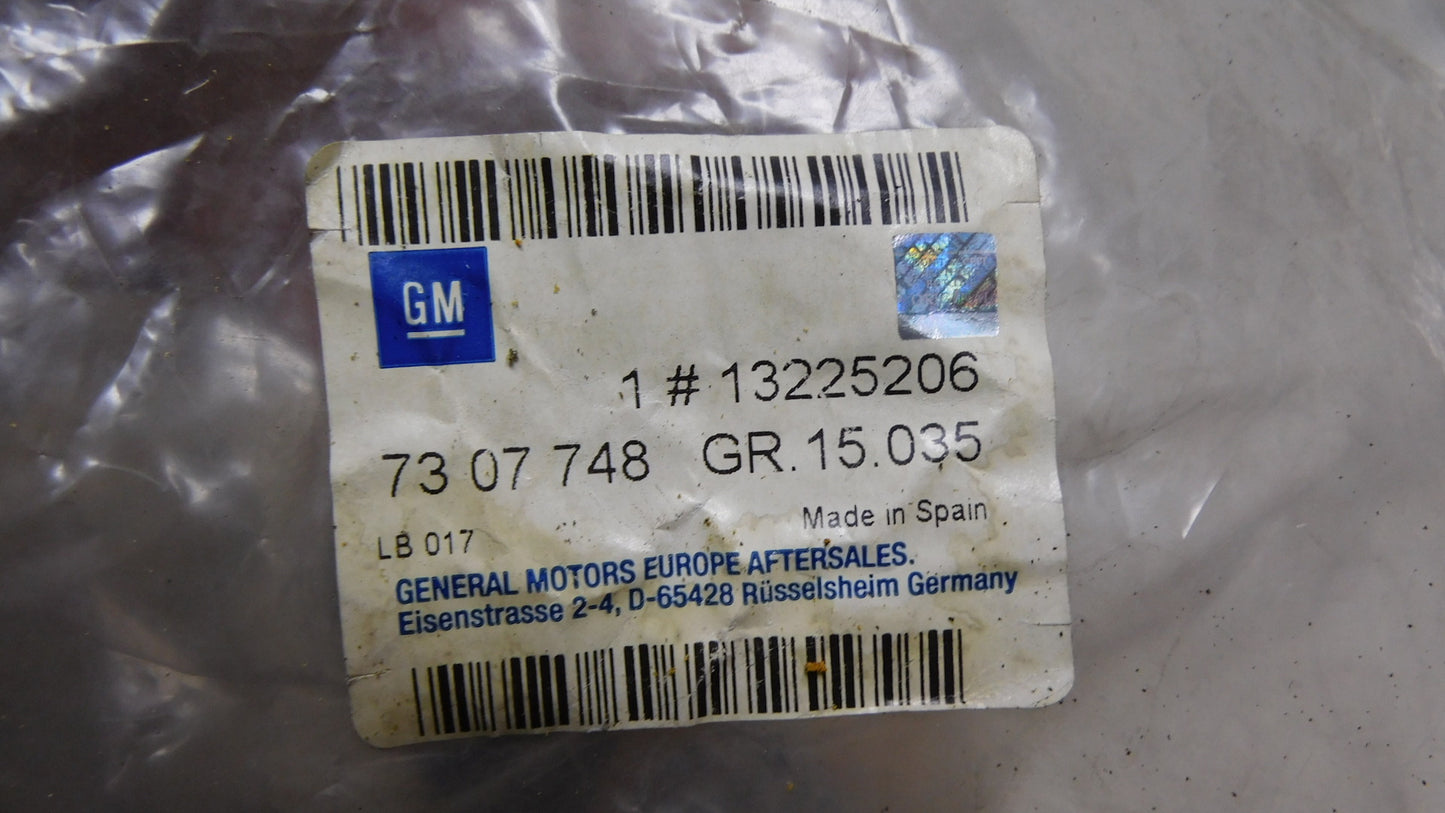 GM
1 # 13225206
73 07 748 GR. 15.035
Made in Spain
LB 017
GENERAL MOTORS EUROPE AFTERSALES.
Eisenstrasse 2-4, D-65428 Rüsselsheim Germany